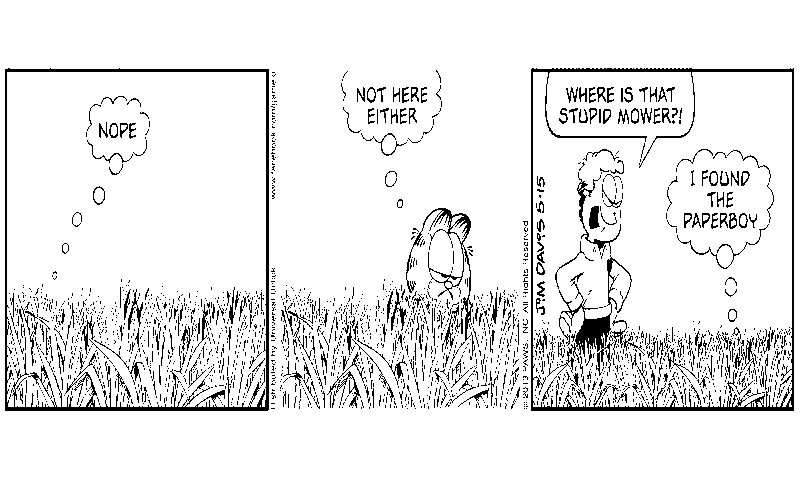 NOPE
NOT HERE
EITHER
WHERE IS THAT
STUPID MOWER?!
I FOUND
THE
PAPERBOY
JIM DAVIS 5-15
© 2013 PAWS, INC. All Rights Reserved